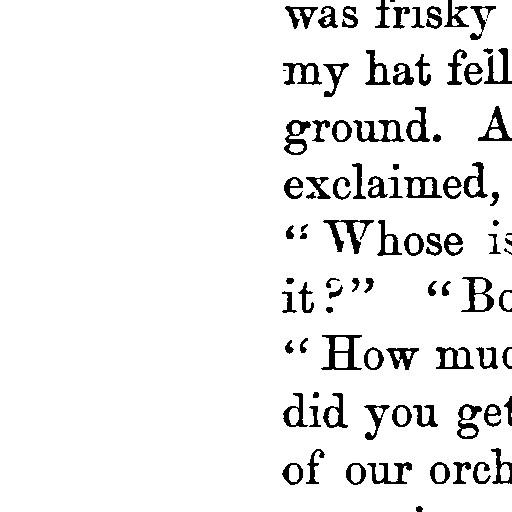 was frisky
my hat fell
ground. A
exclaimed,
“ Whose is
it?” “Bo
“ How muc
did you get
of our orch